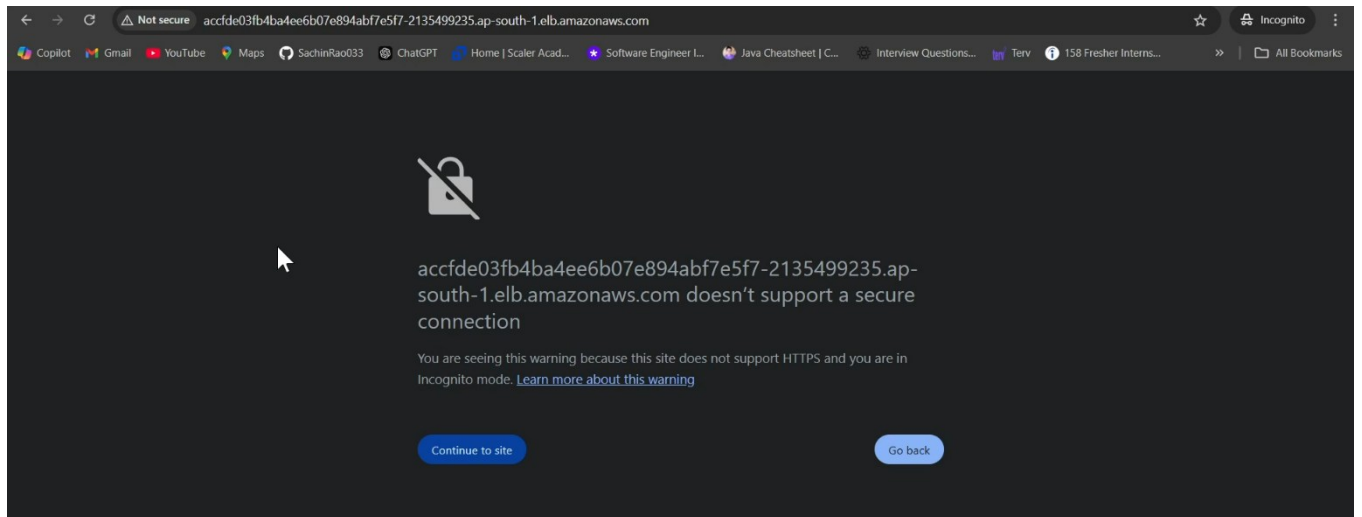 Not secure accfde03fb4ba4ee6b07e894abf7e5f7-2135499235.ap-south-1.elb.amazonaws.com Incognito
Copilot Gmail YouTube Maps SachinRao033 ChatGPT Home | Scaler Acad... Software Engineer I... Java Cheatsheet | C... Interview Questions... Terv 158 Fresher Interns... » All Bookmarks
accfde03fb4ba4ee6b07e894abf7e5f7-2135499235.ap-
south-1.elb.amazonaws.com doesn't support a secure
connection
You are seeing this warning because this site does not support HTTPS and you are in
Incognito mode. Learn more about this warning
Continue to site Go back